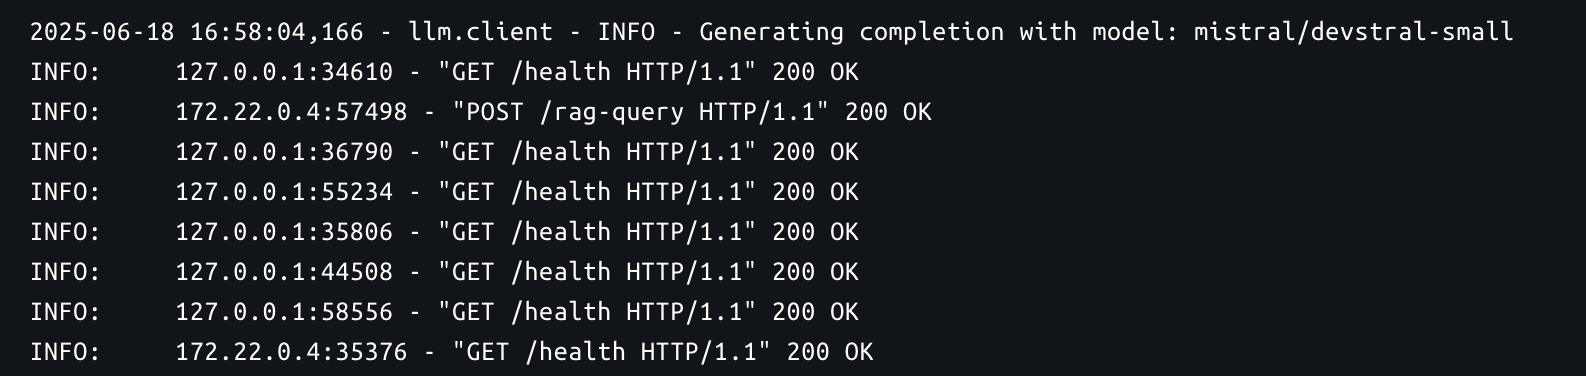 2025-06-18 16:58:04,166 - llm.client - INFO - Generating completion with model: mistral/devstral-small
INFO:     127.0.0.1:34610 - "GET /health HTTP/1.1" 200 OK
INFO:     172.22.0.4:57498 - "POST /rag-query HTTP/1.1" 200 OK
INFO:     127.0.0.1:36790 - "GET /health HTTP/1.1" 200 OK
INFO:     127.0.0.1:55234 - "GET /health HTTP/1.1" 200 OK
INFO:     127.0.0.1:35806 - "GET /health HTTP/1.1" 200 OK
INFO:     127.0.0.1:44508 - "GET /health HTTP/1.1" 200 OK
INFO:     127.0.0.1:58556 - "GET /health HTTP/1.1" 200 OK
INFO:     172.22.0.4:35376 - "GET /health HTTP/1.1" 200 OK